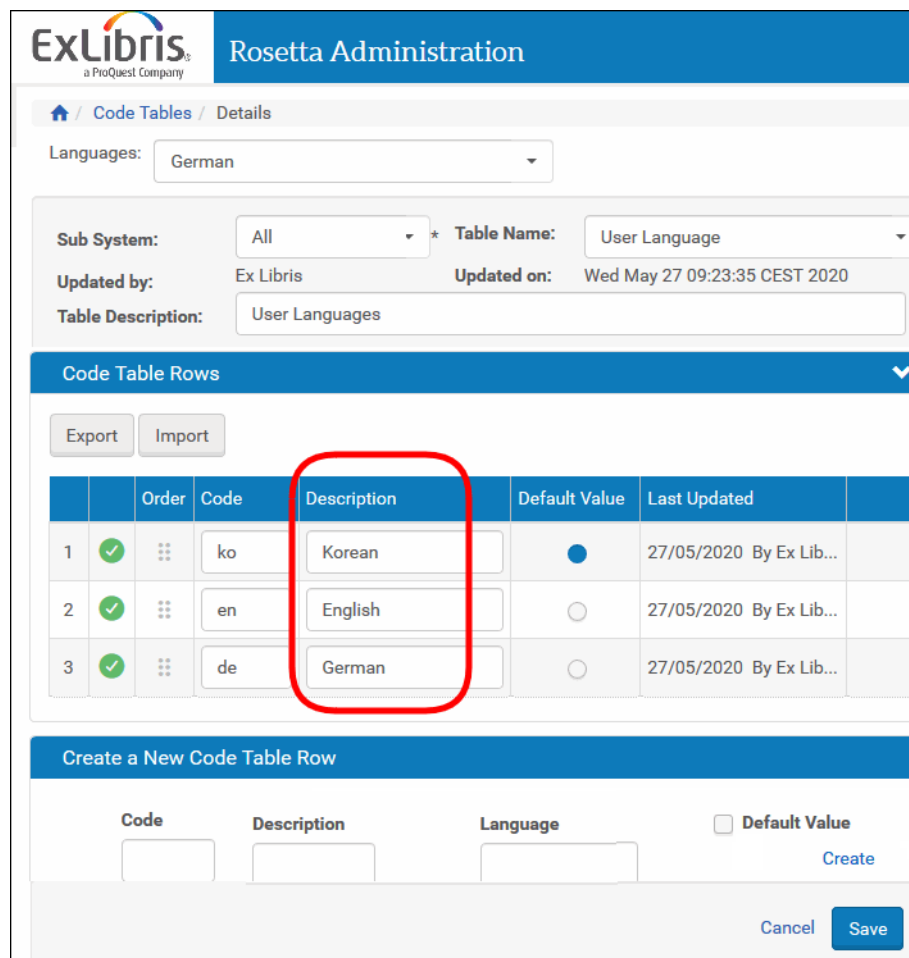 ExLibris
a ProQuest Company
Rosetta Administration
/ Code Tables / Details
Languages: German
Sub System: All * Table Name: User Language
Updated by: Ex Libris Updated on: Wed May 27 09:23:35 CEST 2020
Table Description: User Languages
Code Table Rows
Export Import
Order Code Description Default Value Last Updated
1 ko Korean 27/05/2020 By Ex Lib...
2 en English 27/05/2020 By Ex Lib...
3 de German 27/05/2020 By Ex Lib...
Create a New Code Table Row
Code Description Language Default Value
Create
Cancel Save